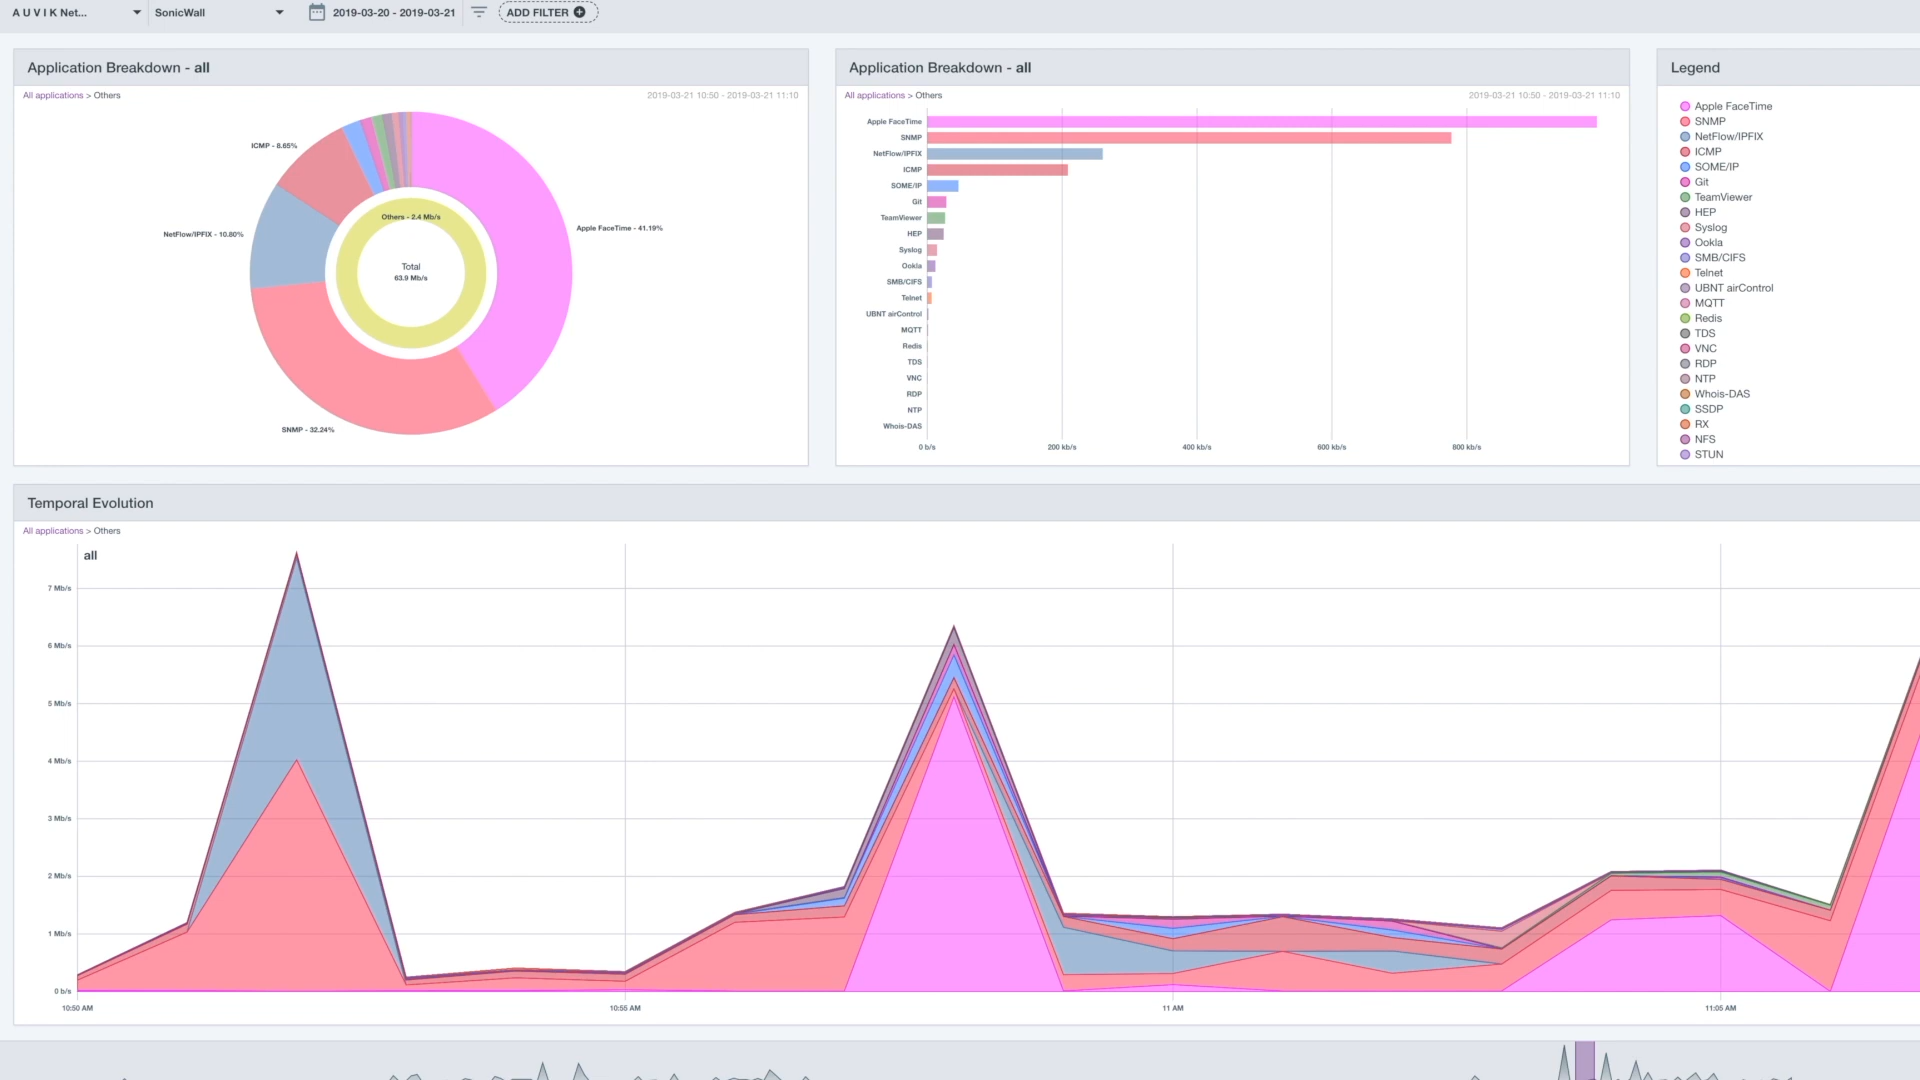 A U V I K Net...
SonicWall
2019-03-20 - 2019-03-21
ADD FILTER
Application Breakdown - all
All applications > Others
2019-03-21 10:50 - 2019-03-21 11:10
ICMP - 8.65%
NetFlow/IPFIX - 10.80%
Others - 2.4 Mb/s
Apple FaceTime - 41.19%
Total
63.9 Mb/s
SNMP - 32.24%
Application Breakdown - all
All applications > Others
2019-03-21 10:50 - 2019-03-21 11:10
Apple FaceTime
SNMP
NetFlow/IPFIX
ICMP
SOME/IP
Git
TeamViewer
HEP
Syslog
Ookla
SMB/CIFS
Telnet
UBNT airControl
MQTT
Redis
TDS
VNC
RDP
NTP
Whois-DAS
0 b/s
200 kb/s
400 kb/s
600 kb/s
800 kb/s
Legend
Apple FaceTime
SNMP
NetFlow/IPFIX
ICMP
SOME/IP
Git
TeamViewer
HEP
Syslog
Ookla
SMB/CIFS
Telnet
UBNT airControl
MQTT
Redis
TDS
VNC
RDP
NTP
Whois-DAS
SSDP
RX
NFS
STUN
Temporal Evolution
All applications > Others
all
7 Mb/s
6 Mb/s
5 Mb/s
4 Mb/s
3 Mb/s
2 Mb/s
1 Mb/s
0 b/s
10:50 AM
10:55 AM
11 AM
11:05 AM